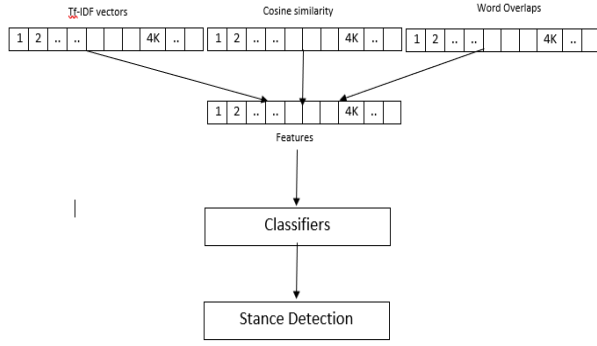 Tf-IDF vectors Cosine similarity Word Overlaps
1 2 .. .. 4K .. 1 2 .. .. 4K .. 1 2 .. .. 4K ..
1 2 .. .. 4K ..
Features
Classifiers
Stance Detection